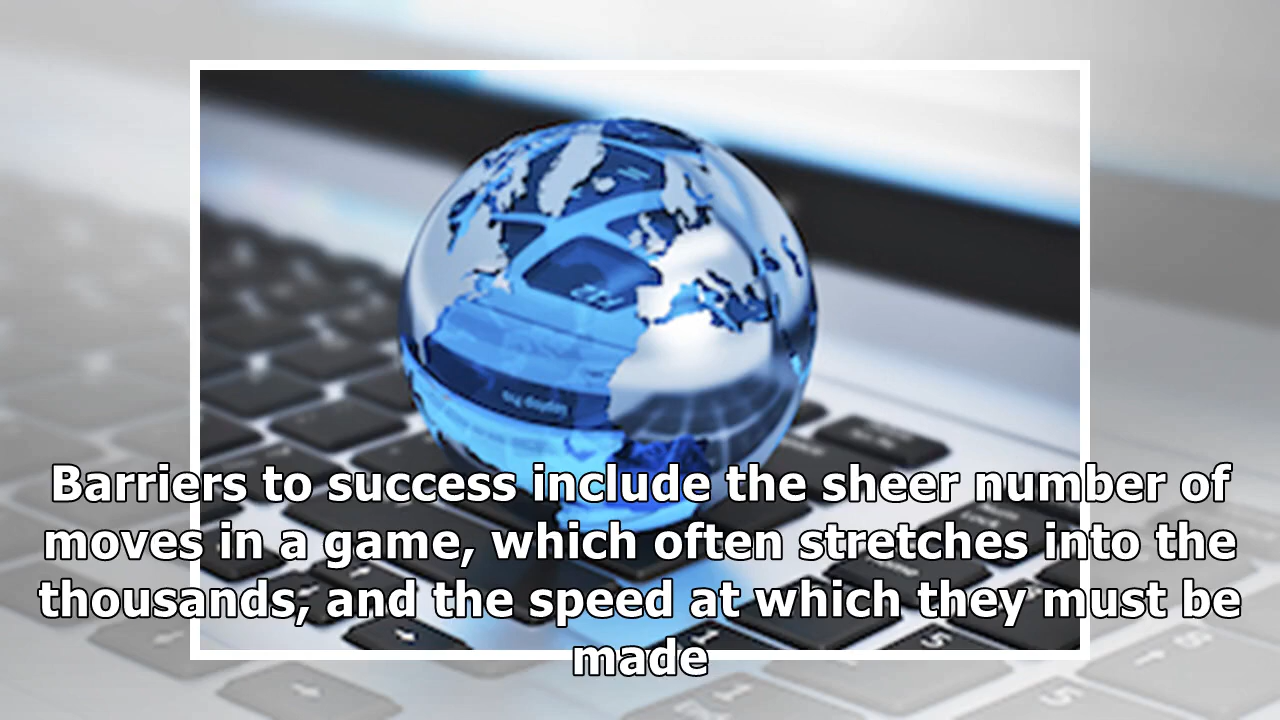 Barriers to success include the sheer number of
moves in a game, which often stretches into the
thousands, and the speed at which they must be
made